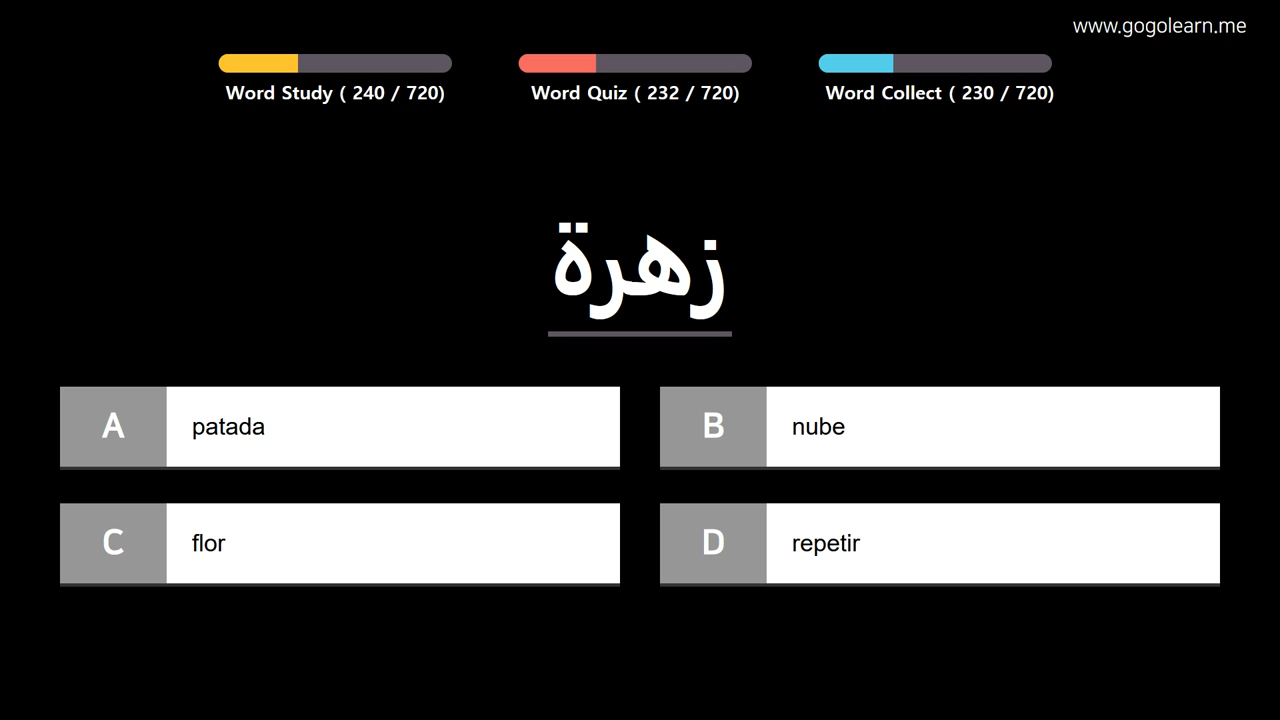 www.gogolearn.me
Word Study ( 240 / 720)
Word Quiz ( 232 / 720)
Word Collect ( 230 / 720)
زهرة
A patada
B nube
C flor
D repetir